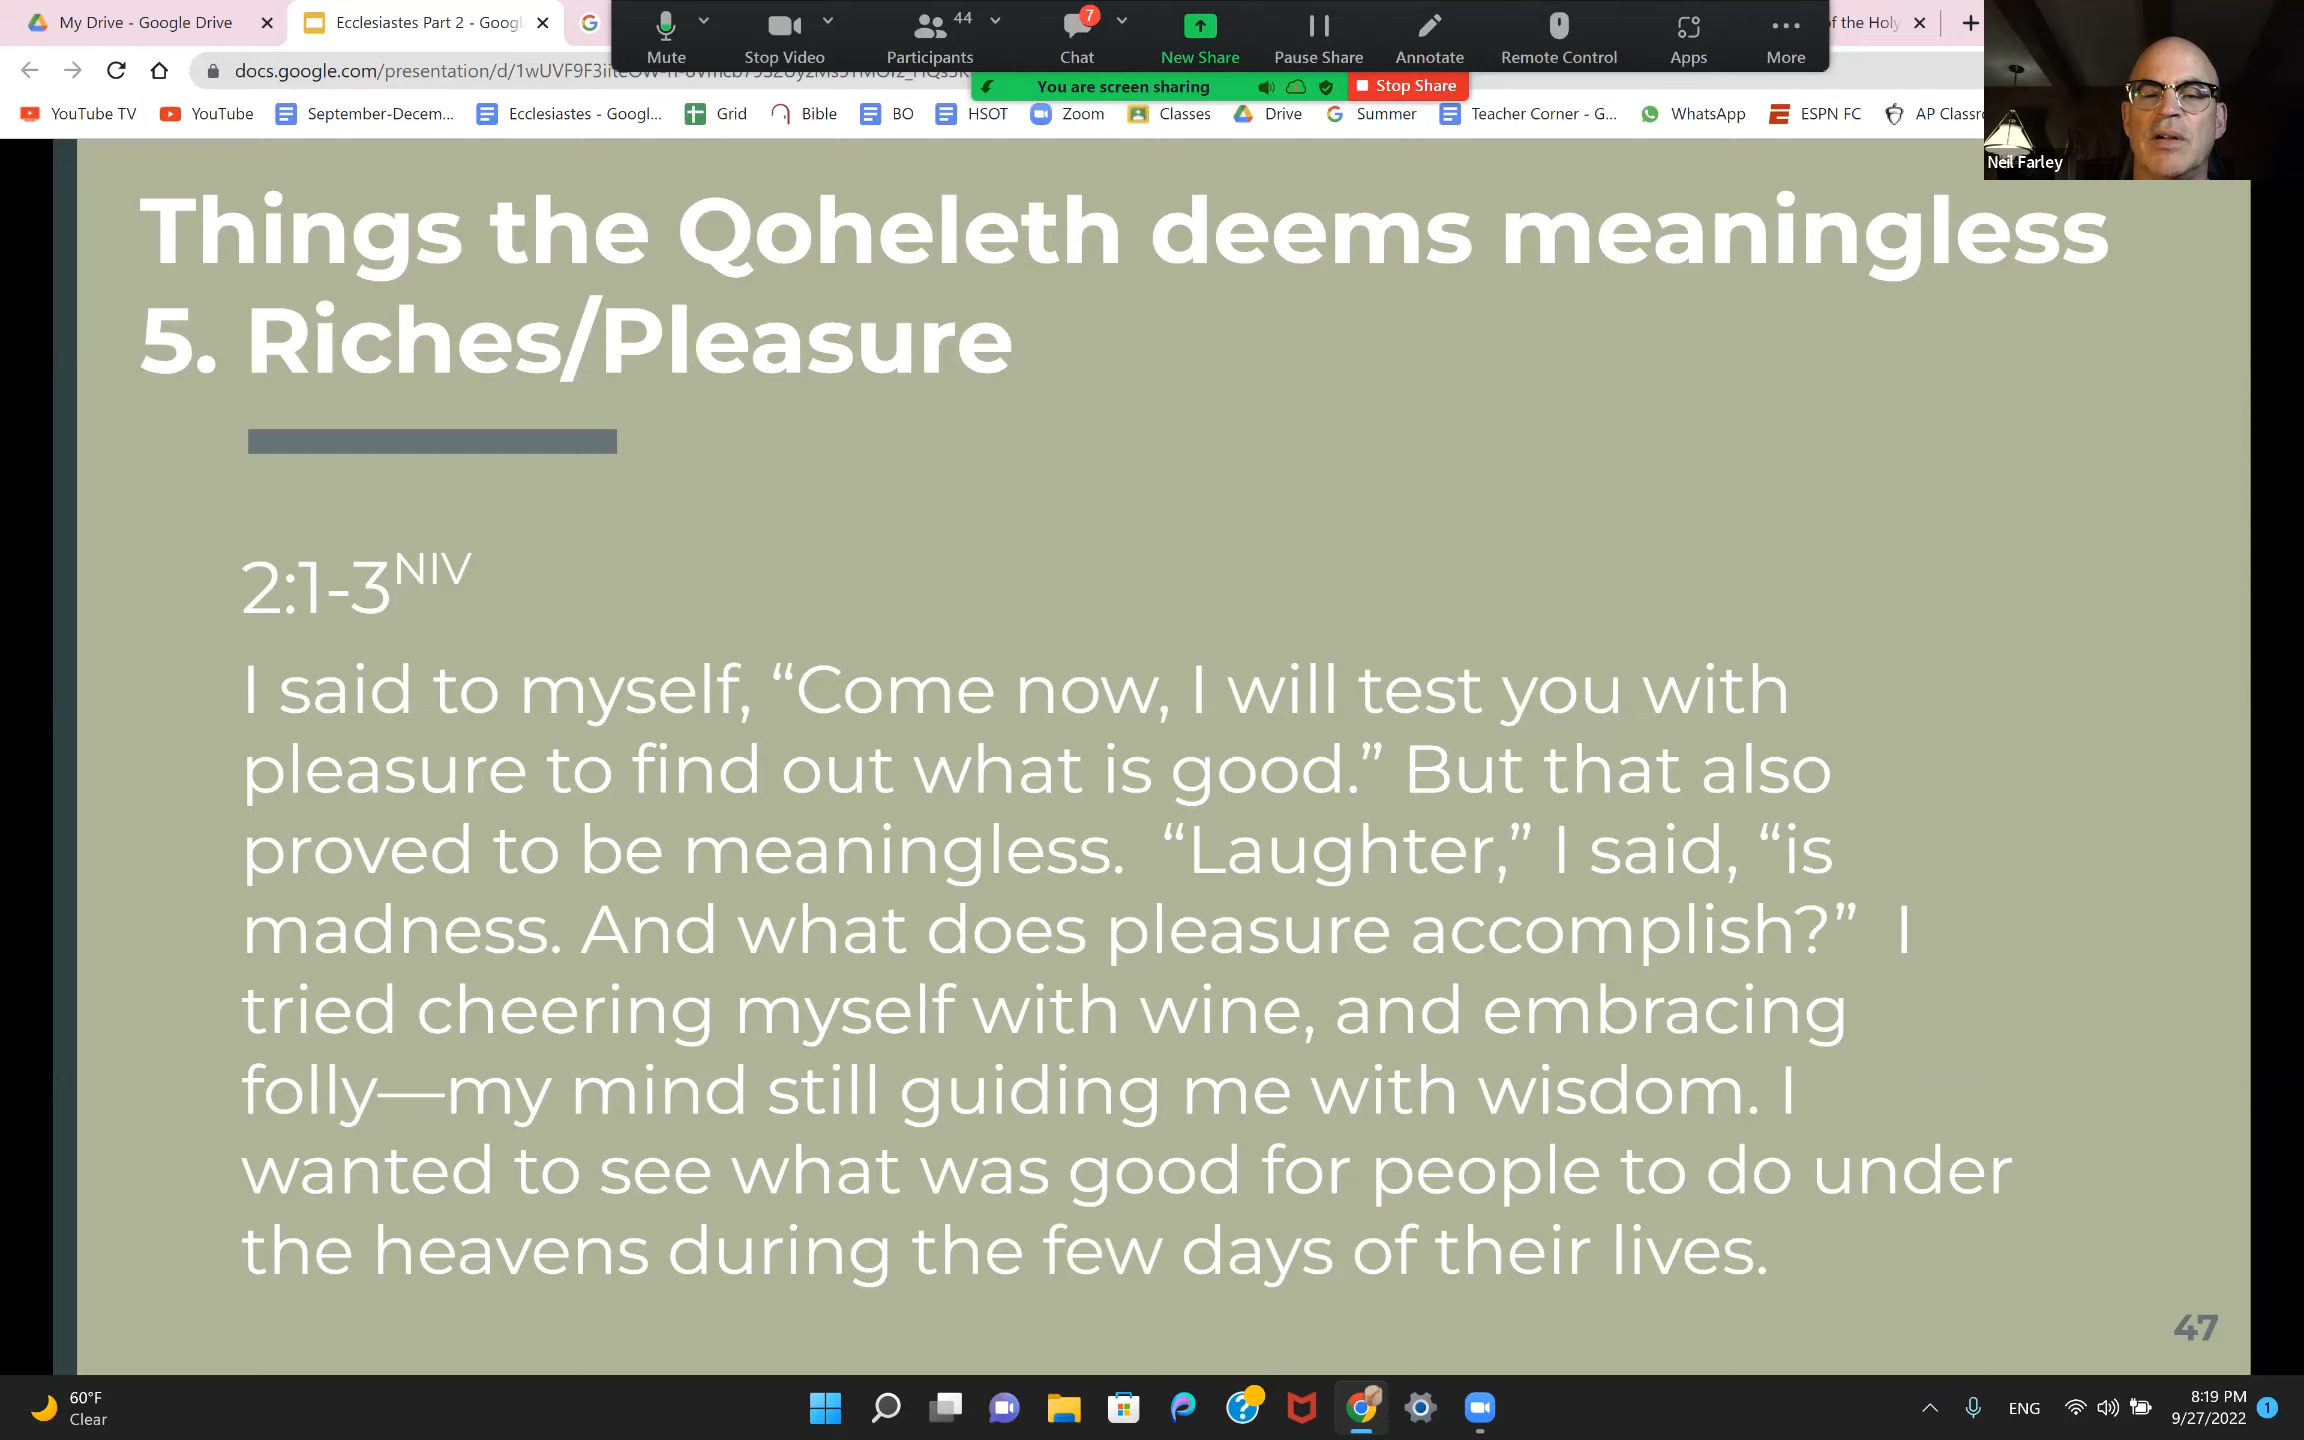 My Drive - Google Drive
Ecclesiastes Part 2 - Googl
Mute
Stop Video
44
Participants
7
Chat
New Share
Pause Share
Annotate
Remote Control
Apps
More
of the Holy
docs.google.com/presentation/d/
You are screen sharing
Stop Share
YouTube TV
YouTube
September-Decem...
Ecclesiastes - Googl...
Grid
Bible
BO
HSOT
Zoom
Classes
Drive
Summer
Teacher Corner - G...
WhatsApp
ESPN FC
AP Classro
Neil Farley
Things the Qoheleth deems meaningless
5. Riches/Pleasure
2:1-3NIV
I said to myself, “Come now, I will test you with
pleasure to find out what is good.” But that also
proved to be meaningless. “Laughter,” I said, “is
madness. And what does pleasure accomplish?” I
tried cheering myself with wine, and embracing
folly—my mind still guiding me with wisdom. I
wanted to see what was good for people to do under
the heavens during the few days of their lives.
47
60°F
Clear
ENG
8:19 PM
9/27/2022
1